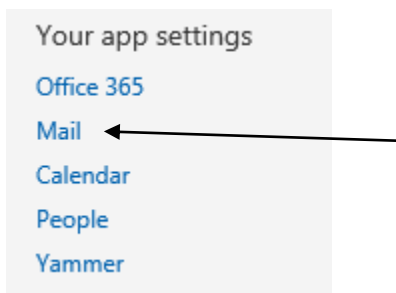 Your app settings
Office 365
Mail
Calendar
People
Yammer